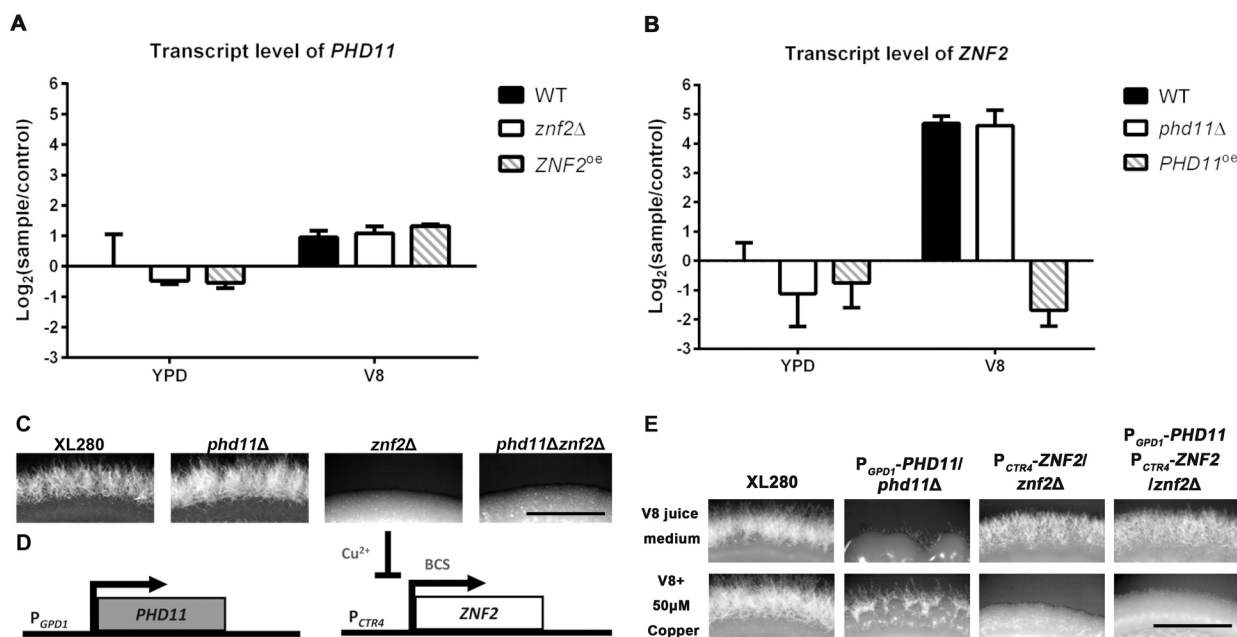 A
Transcript level of PHD11
Log2(sample/control)
6
5
4
3
2
1
0
-1
-2
-3
YPD
V8
WT
znf2Δ
ZNF2oe
B
Transcript level of ZNF2
Log2(sample/control)
6
5
4
3
2
1
0
-1
-2
-3
YPD
V8
WT
phd11Δ
PHD11oe
C
XL280
phd11Δ
znf2Δ
phd11Δznf2Δ
D
PGPD1
PHD11
Cu2+
BCS
PCTR4
ZNF2
E
XL280
PGPD1-PHD11/
phd11Δ
PCTR4-ZNF2/
znf2Δ
PGPD1-PHD11
PCTR4-ZNF2
/znf2Δ
V8 juice
medium
V8+
50µM
Copper